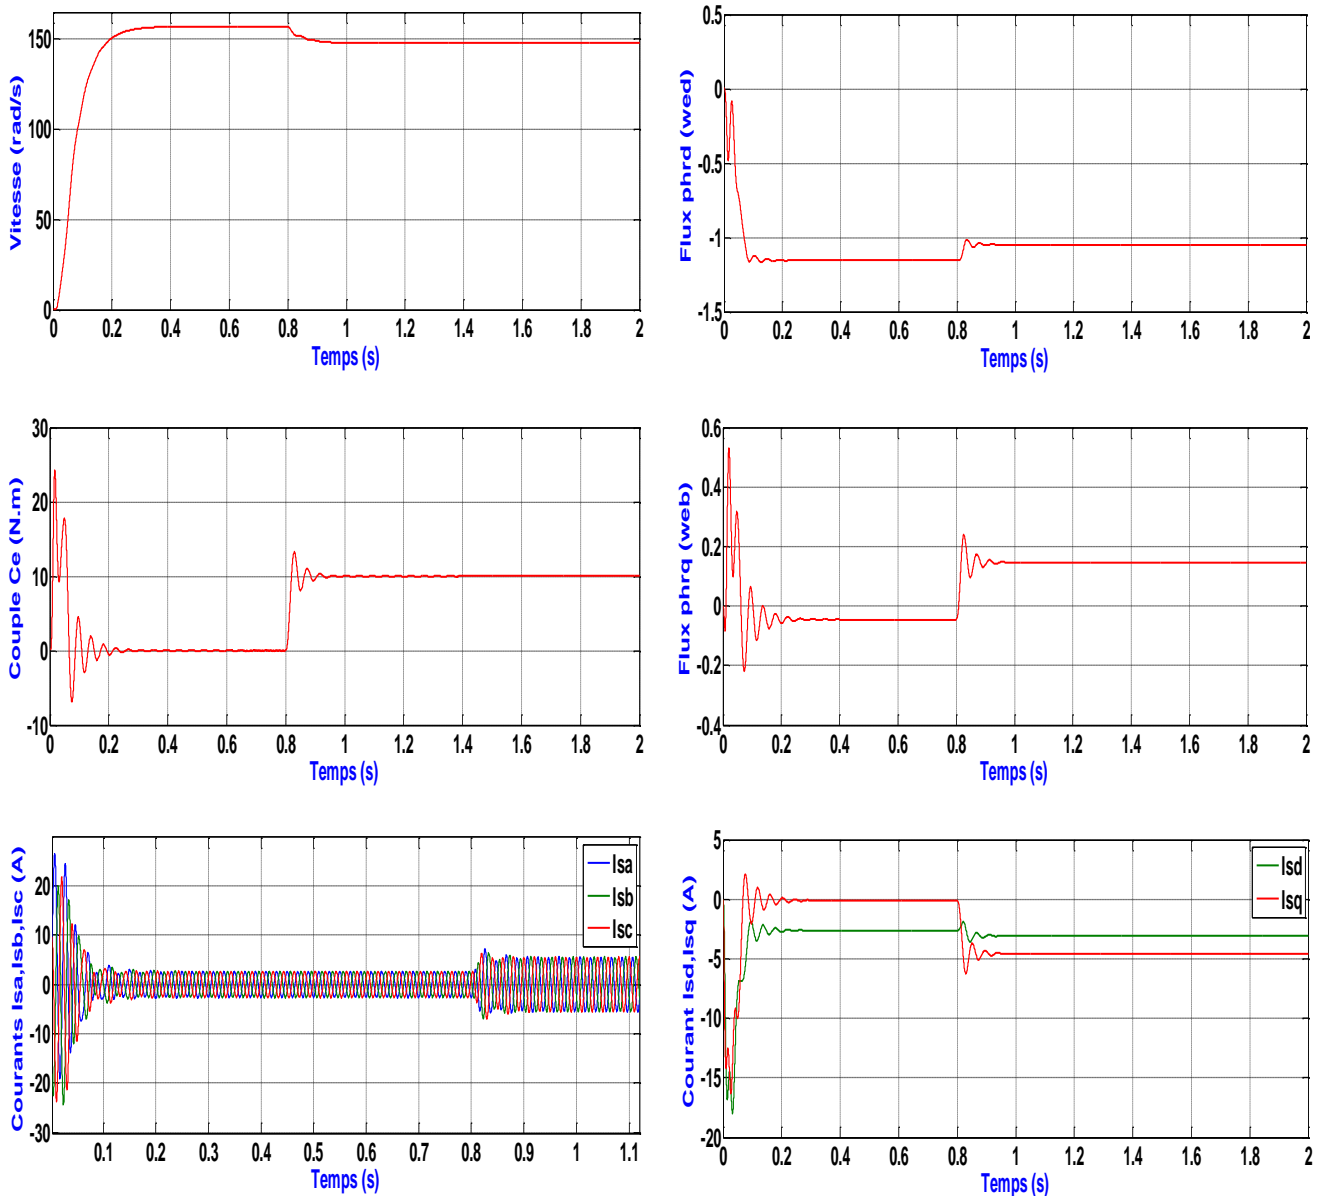 Vitesse (rad/s)
150
100
50
0
0 0.2 0.4 0.6 0.8 1 1.2 1.4 1.6 1.8 2
Temps (s)
Flux phrd (wed)
0.5
0
-0.5
-1
-1.5
0 0.2 0.4 0.6 0.8 1 1.2 1.4 1.6 1.8 2
Temps (s)
Couple Ce (N.m)
30
20
10
0
-10
0 0.2 0.4 0.6 0.8 1 1.2 1.4 1.6 1.8 2
Temps (s)
Flux phrq (web)
0.6
0.4
0.2
0
-0.2
-0.4
0 0.2 0.4 0.6 0.8 1 1.2 1.4 1.6 1.8 2
Temps (s)
Courants Isa,Isb,Isc (A)
20
10
0
-10
-20
-30
0.1 0.2 0.3 0.4 0.5 0.6 0.7 0.8 0.9 1 1.1
Temps (s)
Isa
Isb
Isc
Courant Isd,Isq (A)
5
0
-5
-10
-15
-20
0 0.2 0.4 0.6 0.8 1 1.2 1.4 1.6 1.8 2
Temps (s)
Isd
Isq